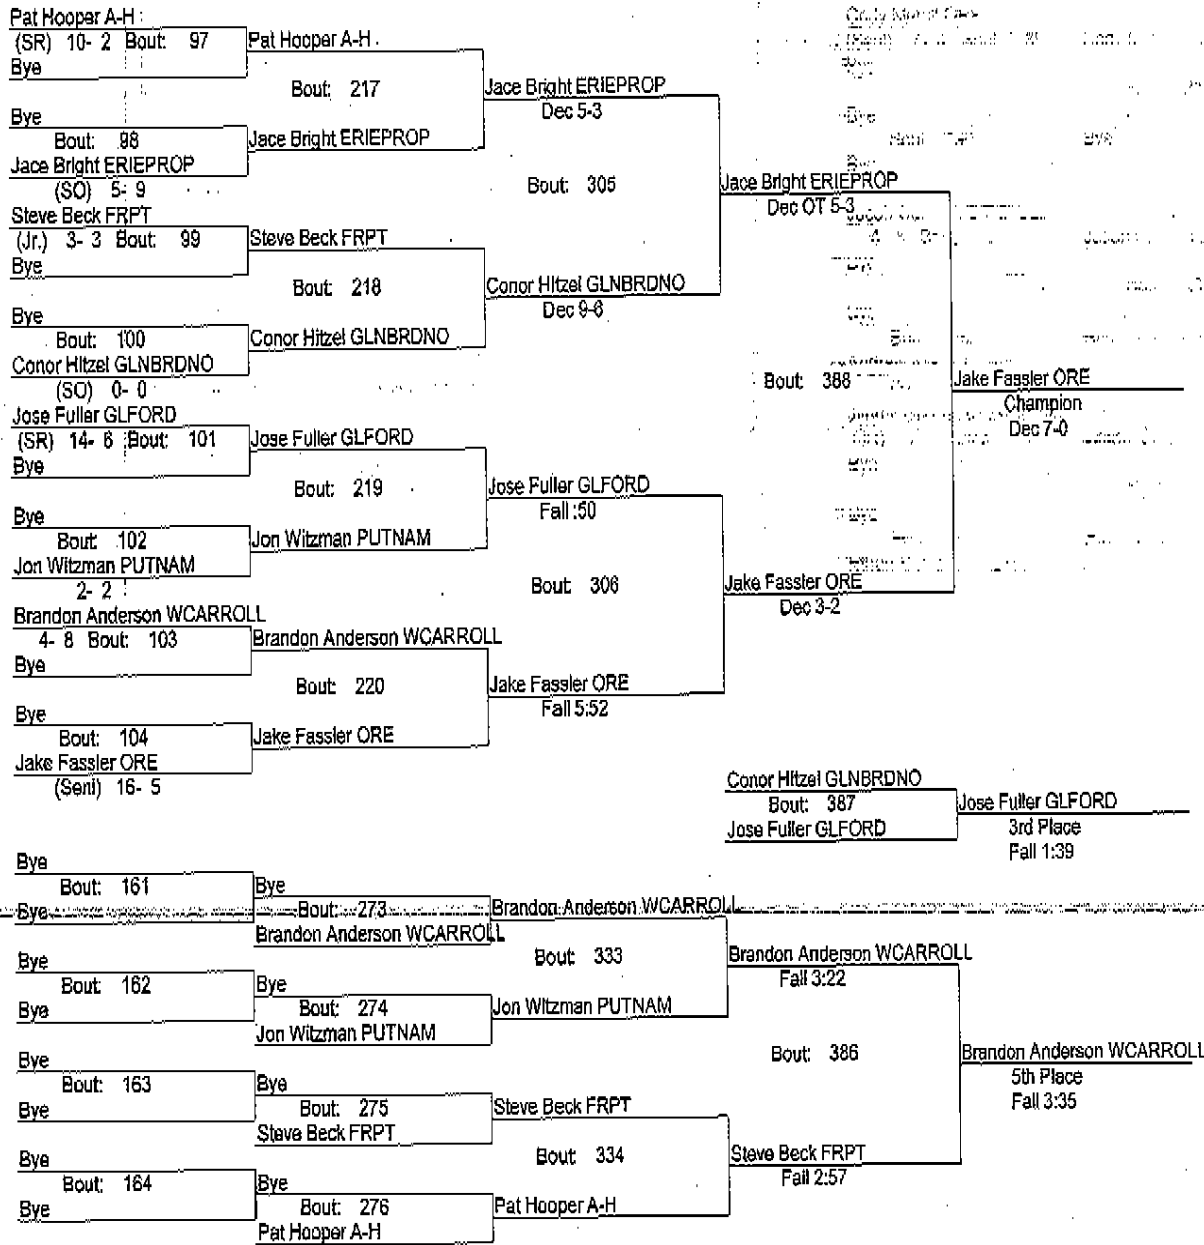 Pat Hooper A-H
(SR) 10- 2 Bout: 97
Pat Hooper A-H
Bye
Bout: 217
Jace Bright ERIEPROP
Dec 5-3
Bye
Bout: 98
Jace Bright ERIEPROP
Jace Bright ERIEPROP
(SO) 5- 9
Bout: 305
Jace Bright ERIEPROP
Dec OT 5-3
Steve Beck FRPT
(Jr.) 3- 3 Bout: 99
Steve Beck FRPT
Bye
Bout: 218
Conor Hitzel GLNBRDNO
Dec 9-6
Bye
Bout: 100
Conor Hitzel GLNBRDNO
Conor Hitzel GLNBRDNO
(SO) 0- 0
Bout: 388
Jake Fassler ORE
Champion
Dec 7-0
Jose Fuller GLFORD
(SR) 14- 6 Bout: 101
Jose Fuller GLFORD
Bye
Bout: 219
Jose Fuller GLFORD
Fall :50
Bye
Bout: 102
Jon Witzman PUTNAM
Jon Witzman PUTNAM
2- 2
Bout: 306
Jake Fassler ORE
Dec 3-2
Brandon Anderson WCARROLL
4- 8 Bout: 103
Brandon Anderson WCARROLL
Bye
Bout: 220
Jake Fassler ORE
Fall 5:52
Bye
Bout: 104
Jake Fassler ORE
Jake Fassler ORE
(Seni) 16- 5
Conor Hitzel GLNBRDNO
Bout: 387
Jose Fuller GLFORD
Jose Fuller GLFORD
3rd Place
Fall 1:39
Bye
Bout: 161
Bye
Bye
Bout: 273
Brandon Anderson WCARROLL
Brandon Anderson WCARROLL
Bout: 333
Brandon Anderson WCARROLL
Fall 3:22
Bye
Bout: 162
Bye
Bye
Bout: 274
Jon Witzman PUTNAM
Jon Witzman PUTNAM
Bout: 386
Brandon Anderson WCARROLL
5th Place
Fall 3:35
Bye
Bout: 163
Bye
Bye
Bout: 275
Steve Beck FRPT
Steve Beck FRPT
Bout: 334
Steve Beck FRPT
Fall 2:57
Bye
Bout: 164
Bye
Bye
Bout: 276
Pat Hooper A-H
Pat Hooper A-H